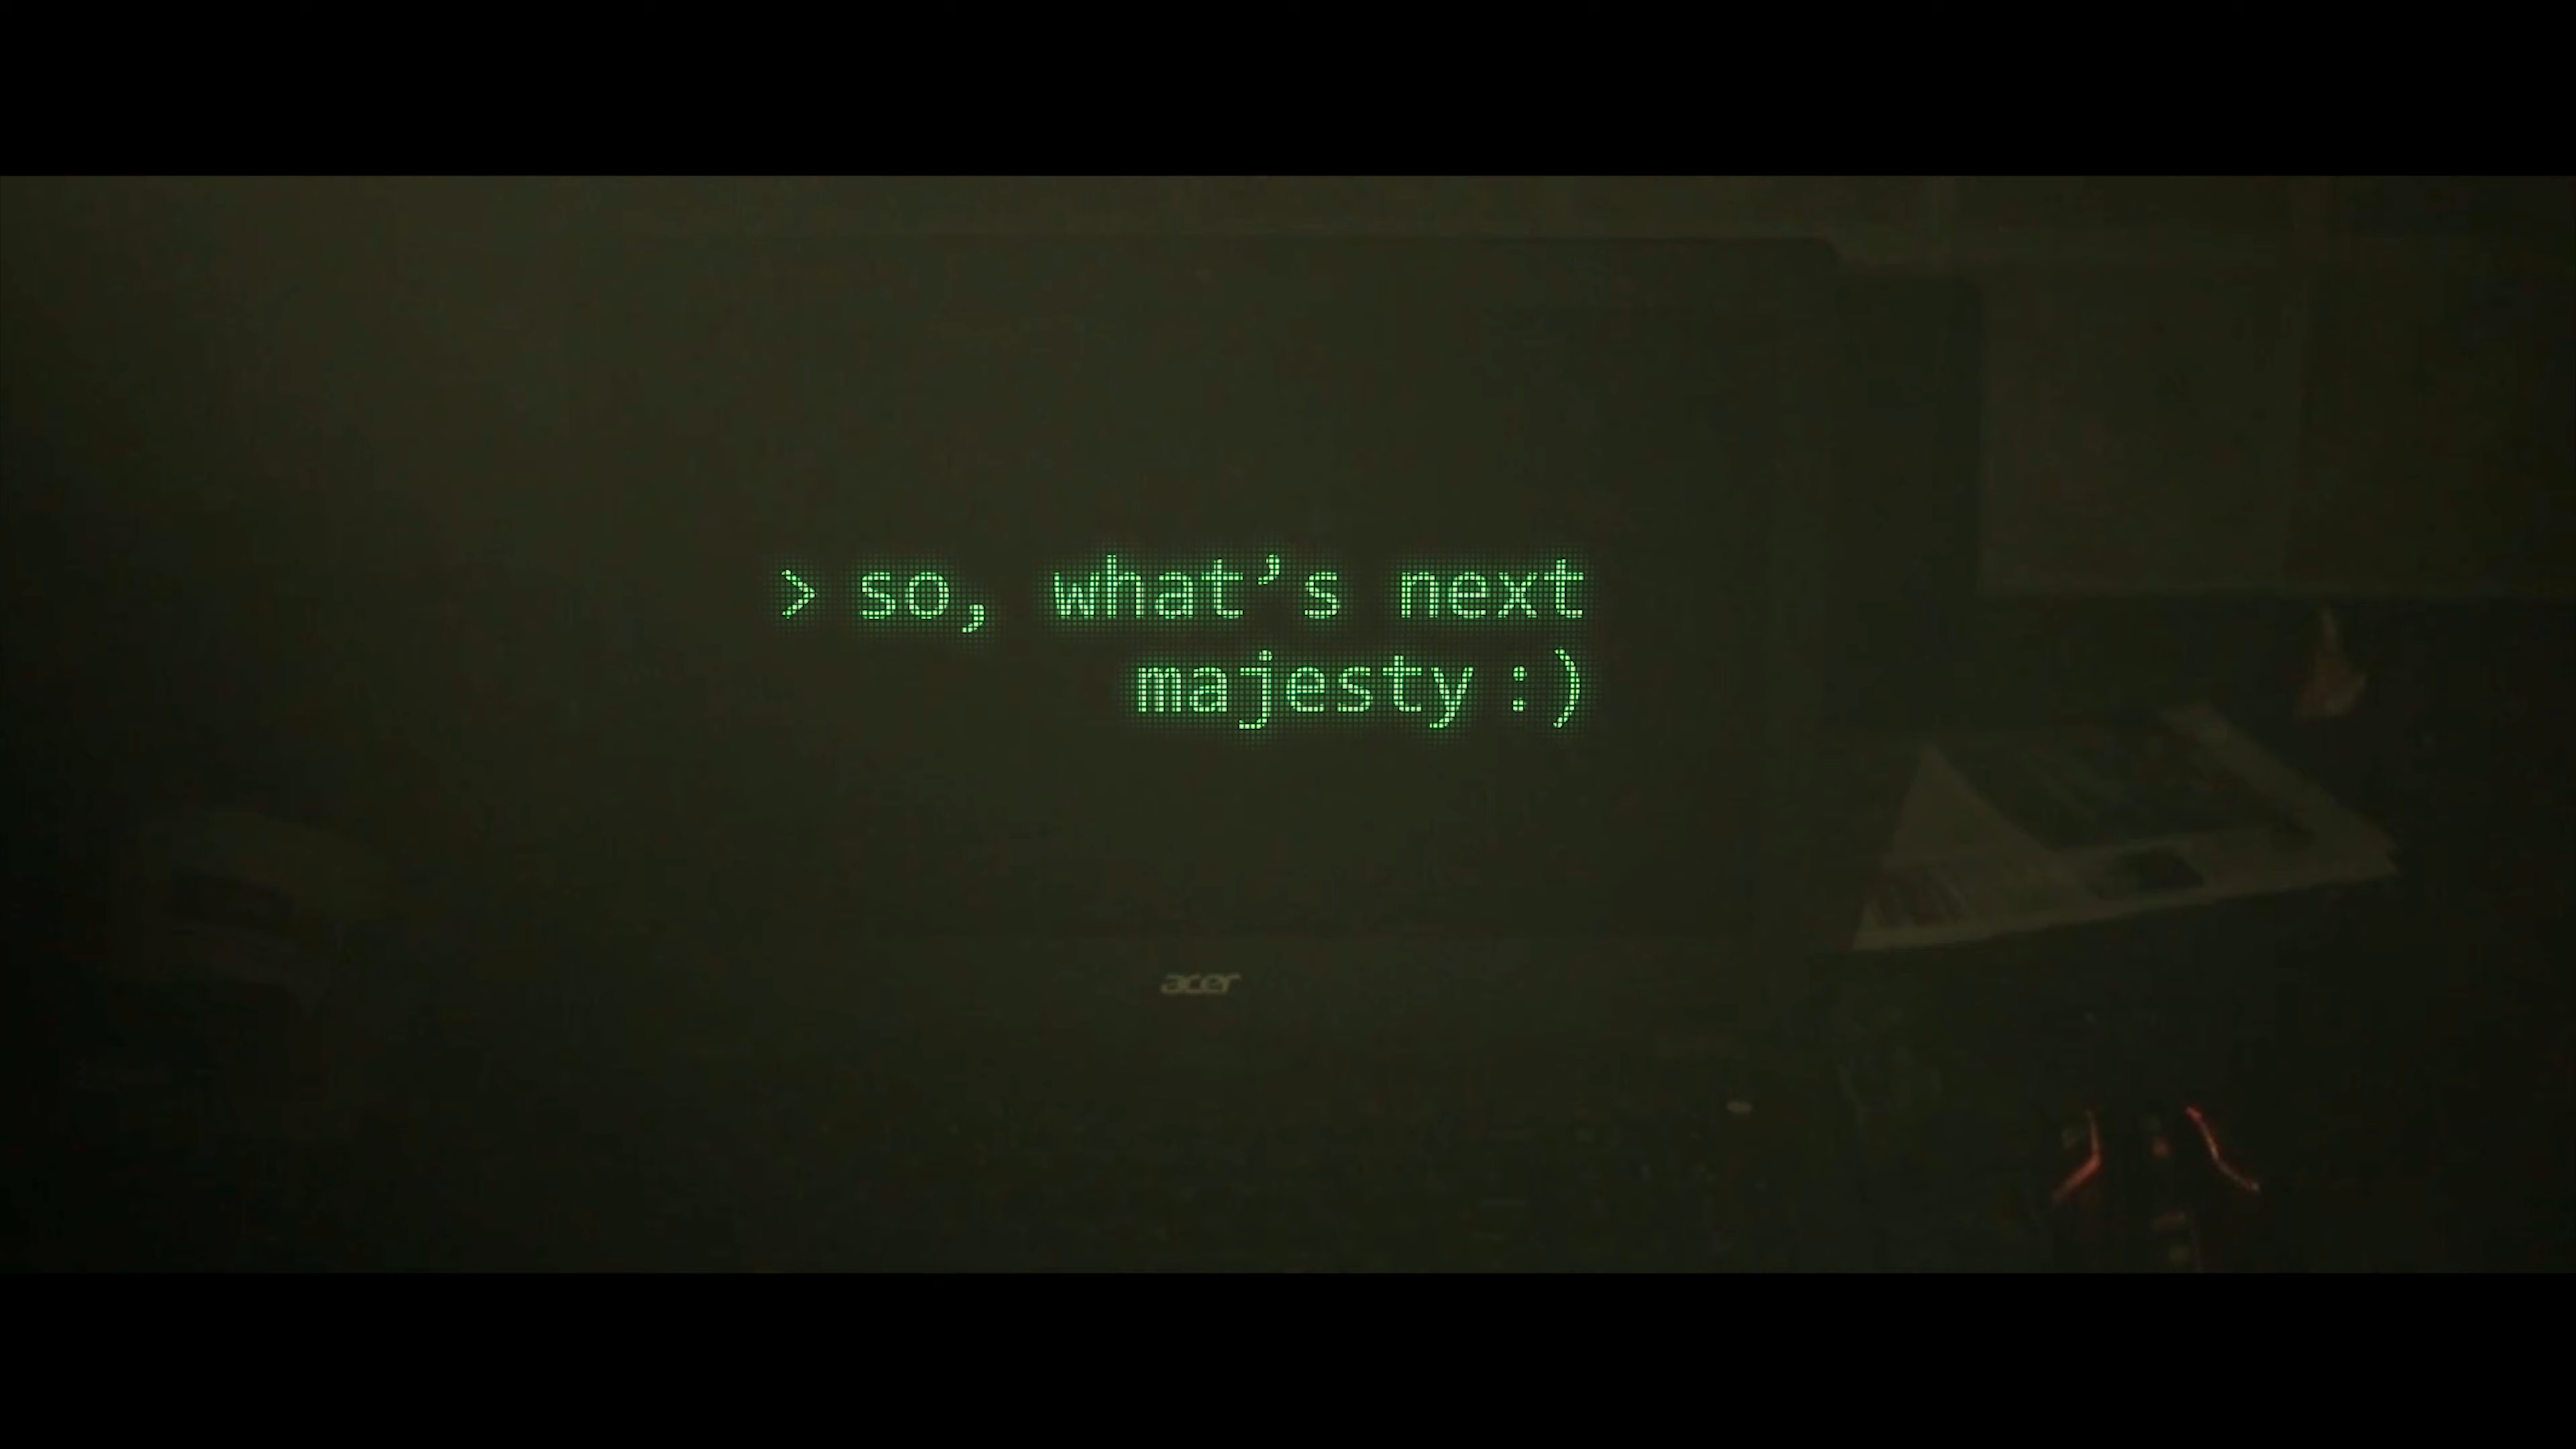 > so, what’s next
majesty :)
acer